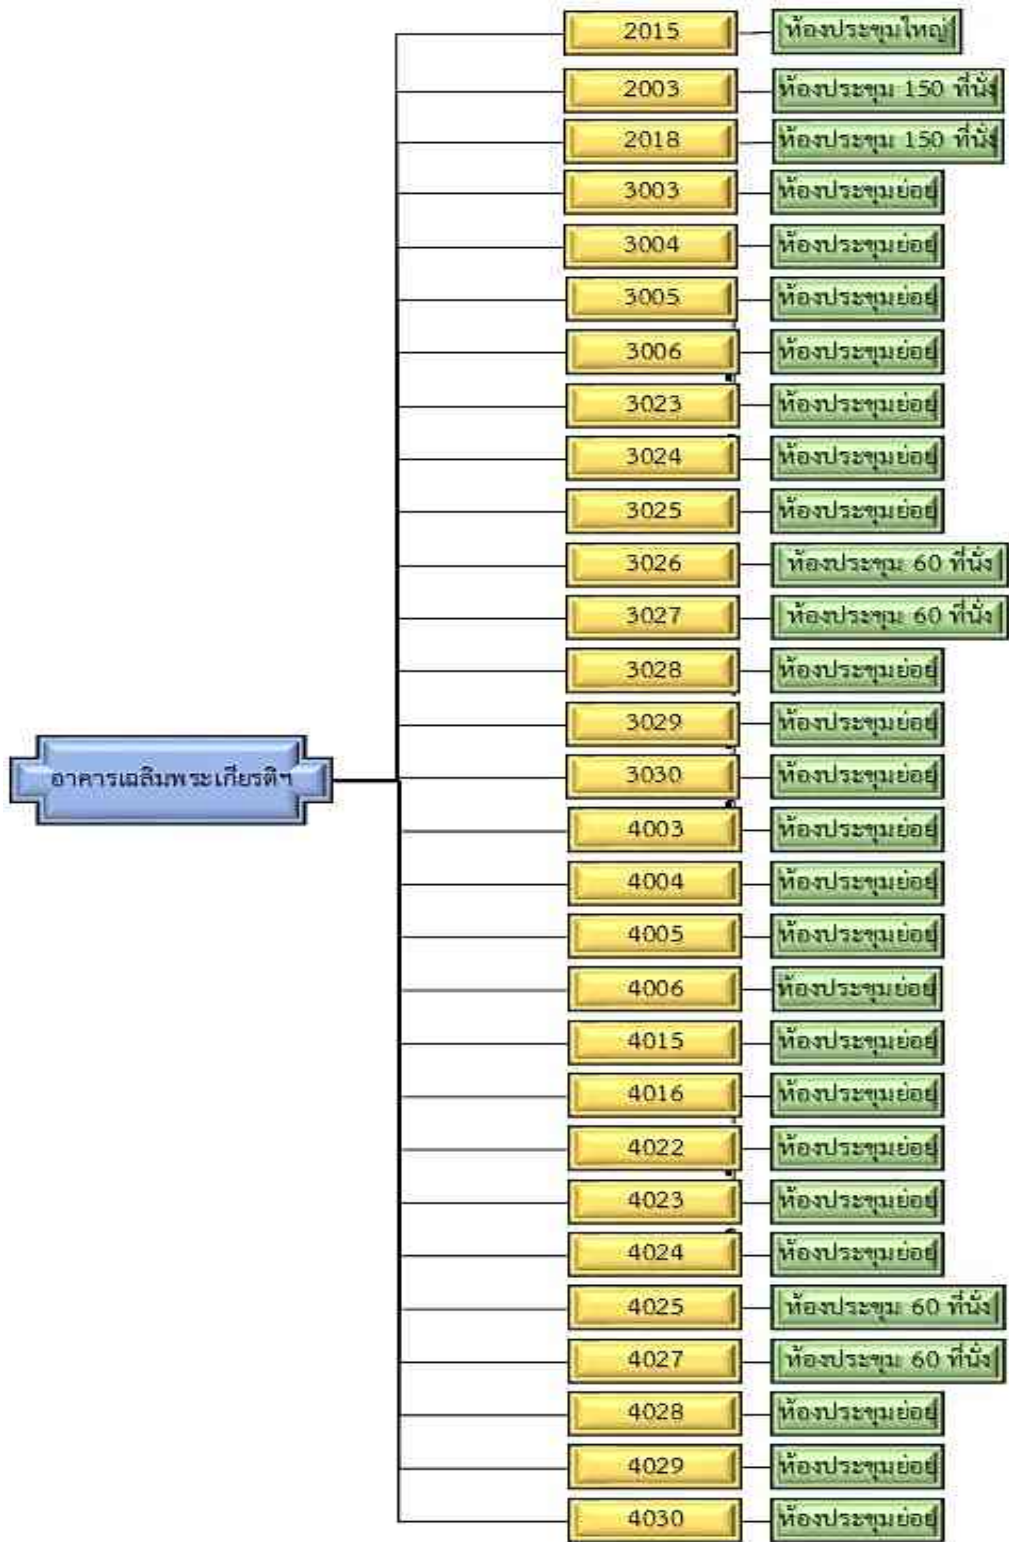 2015 ห้องประชุมใหญ่
2003 ห้องประชุม 150 ที่นั่ง
2018 ห้องประชุม 150 ที่นั่ง
3003 ห้องประชุมย่อย
3004 ห้องประชุมย่อย
3005 ห้องประชุมย่อย
3006 ห้องประชุมย่อย
3023 ห้องประชุมย่อย
3024 ห้องประชุมย่อย
3025 ห้องประชุมย่อย
3026 ห้องประชุม 60 ที่นั่ง
3027 ห้องประชุม 60 ที่นั่ง
3028 ห้องประชุมย่อย
3029 ห้องประชุมย่อย
อาคารเฉลิมพระเกียรติฯ
3030 ห้องประชุมย่อย
4003 ห้องประชุมย่อย
4004 ห้องประชุมย่อย
4005 ห้องประชุมย่อย
4006 ห้องประชุมย่อย
4015 ห้องประชุมย่อย
4016 ห้องประชุมย่อย
4022 ห้องประชุมย่อย
4023 ห้องประชุมย่อย
4024 ห้องประชุมย่อย
4025 ห้องประชุม 60 ที่นั่ง
4027 ห้องประชุม 60 ที่นั่ง
4028 ห้องประชุมย่อย
4029 ห้องประชุมย่อย
4030 ห้องประชุมย่อย